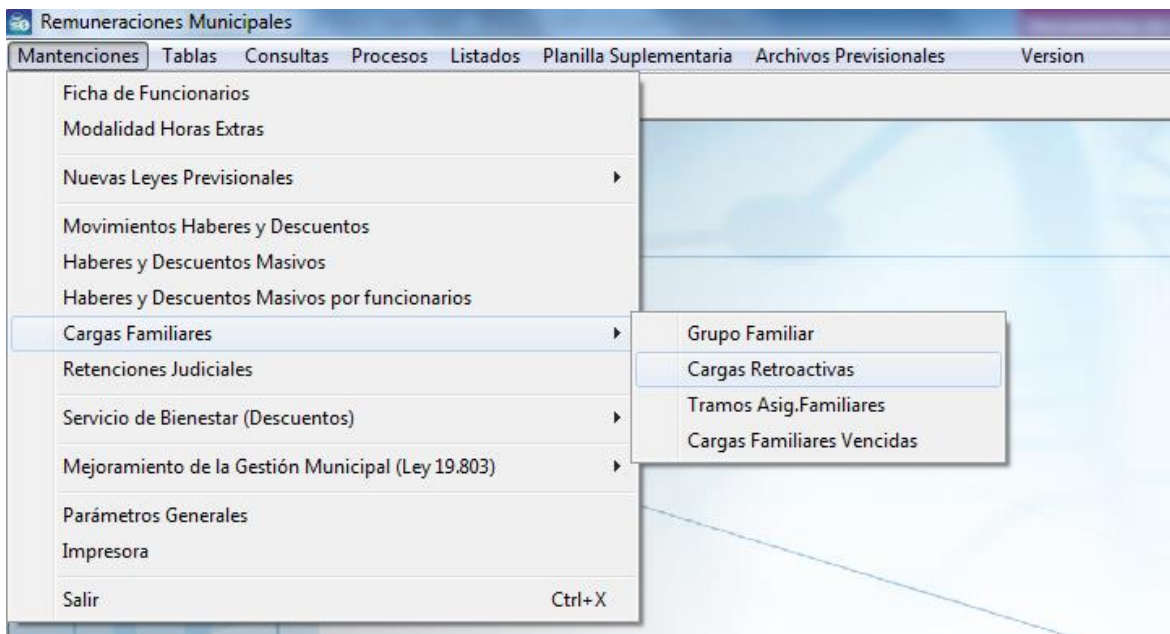 Remuneraciones Municipales
Mantenciones Tablas Consultas Procesos Listados Planilla Suplementaria Archivos Previsionales Version
Ficha de Funcionarios
Modalidad Horas Extras
Nuevas Leyes Previsionales
Movimientos Haberes y Descuentos
Haberes y Descuentos Masivos
Haberes y Descuentos Masivos por funcionarios
Cargas Familiares
Retenciones Judiciales
Servicio de Bienestar (Descuentos)
Mejoramiento de la Gestión Municipal (Ley 19.803)
Parámetros Generales
Impresora
Salir Ctrl+X
Grupo Familiar
Cargas Retroactivas
Tramos Asig.Familiares
Cargas Familiares Vencidas